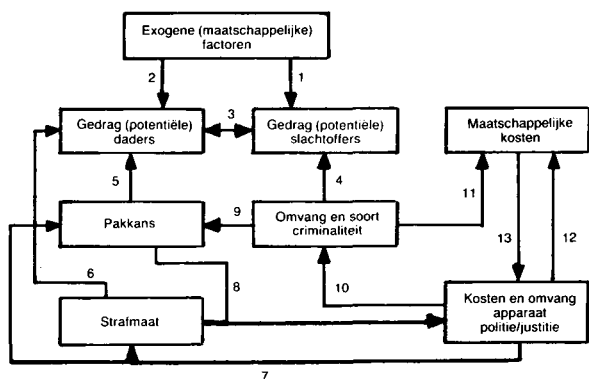 Exogene (maatschappelijke)
factoren
2
1
Gedrag (potentiële)
daders
3
Gedrag (potentiële)
slachtoffers
Maatschappelijke
kosten
5
4
11
Pakkans
9
Omvang en soort
criminaliteit
13
12
6
8
10
Strafmaat
Kosten en omvang
apparaat
politie/justitie
7